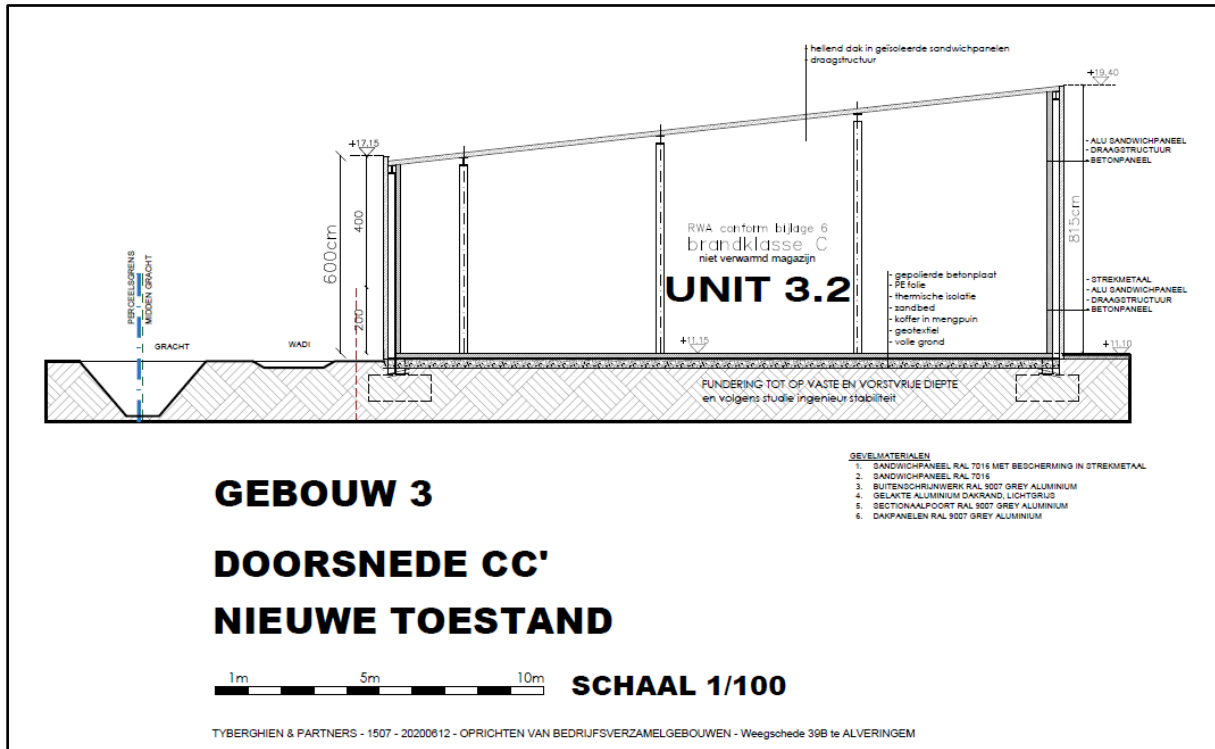 - hellend dak in geïsoleerde sandwichpanelen
- draagstructuur
+19.40
+17.15
- ALU SANDWICHPANEEL
- DRAAGSTRUCTUUR
- BETONPANEEL
400
600cm
815cm
RWA conform bijlage 6
brandklasse C
niet verwarmd magazijn
UNIT 3.2
- gepolierde betonplaat
- PE folie
- thermische isolatie
- zandbed
- koffer in mengpuin
- geotextiel
- volle grond
- STREKMETAAL
- ALU SANDWICHPANEEL
- DRAAGSTRUCTUUR
- BETONPANEEL
PERCEELSGRENS
MIDDEN GRACHT
200
GRACHT
WADI
+11.15
+11.10
FUNDERING TOT OP VASTE EN VORSTVRIJE DIEPTE
en volgens studie ingenieur stabiliteit
GEVELMATERIALEN
1. SANDWICHPANEEL RAL 7016 MET BESCHERMING IN STREKMETAAL
2. SANDWICHPANEEL RAL 7016
3. BUITENSCHRIJNWERK RAL 9007 GREY ALUMINIUM
4. GELAKTE ALUMINIUM DAKRAND, LICHTGRIJS
5. SECTIONAALPOORT RAL 9007 GREY ALUMINIUM
6. DAKPANELEN RAL 9007 GREY ALUMINIUM
GEBOUW 3
DOORSNEDE CC'
NIEUWE TOESTAND
1m 5m 10m
SCHAAL 1/100
TYBERGHIEN & PARTNERS - 1507 - 20200612 - OPRICHTEN VAN BEDRIJFSVERZAMELGEBOUWEN - Weegschede 39B te ALVERINGEM